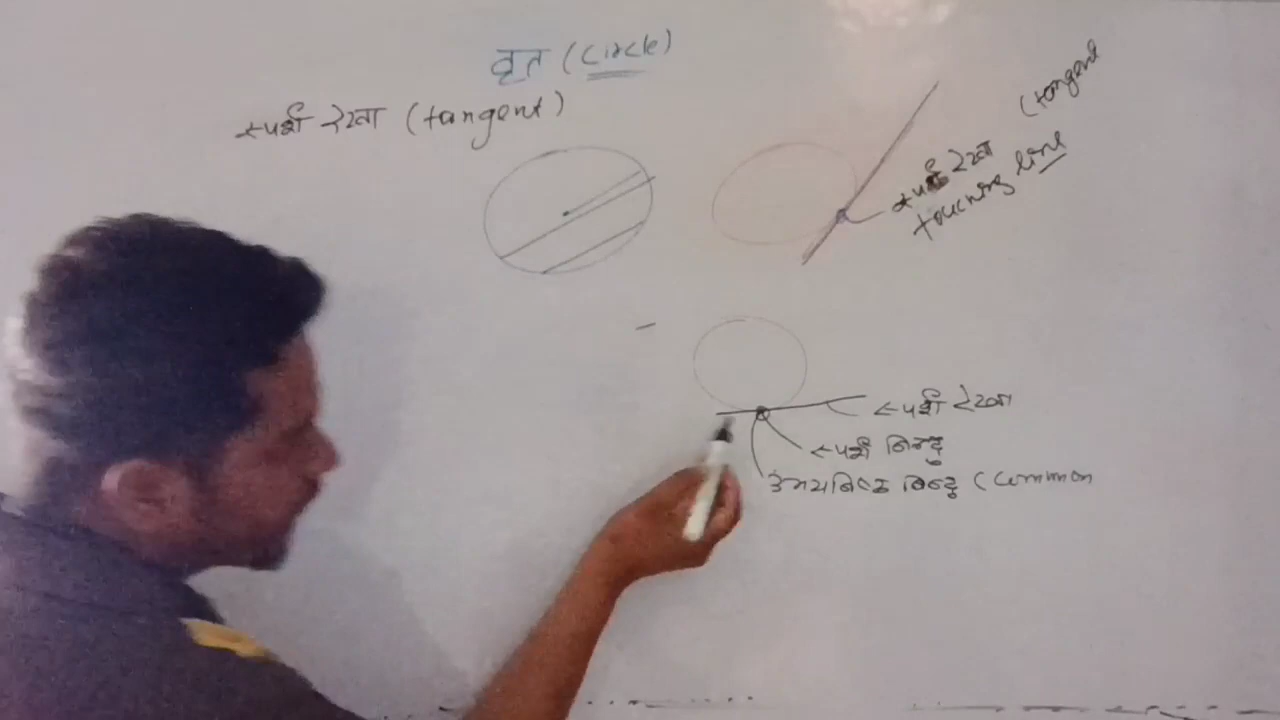 वृत (Circle)
स्पर्श रेखा (tangent)
स्पर्श रेखा (tangent
touching line
स्पर्श रेखा
स्पर्श बिन्दु
उभयनिष्ठ बिन्दु (Common